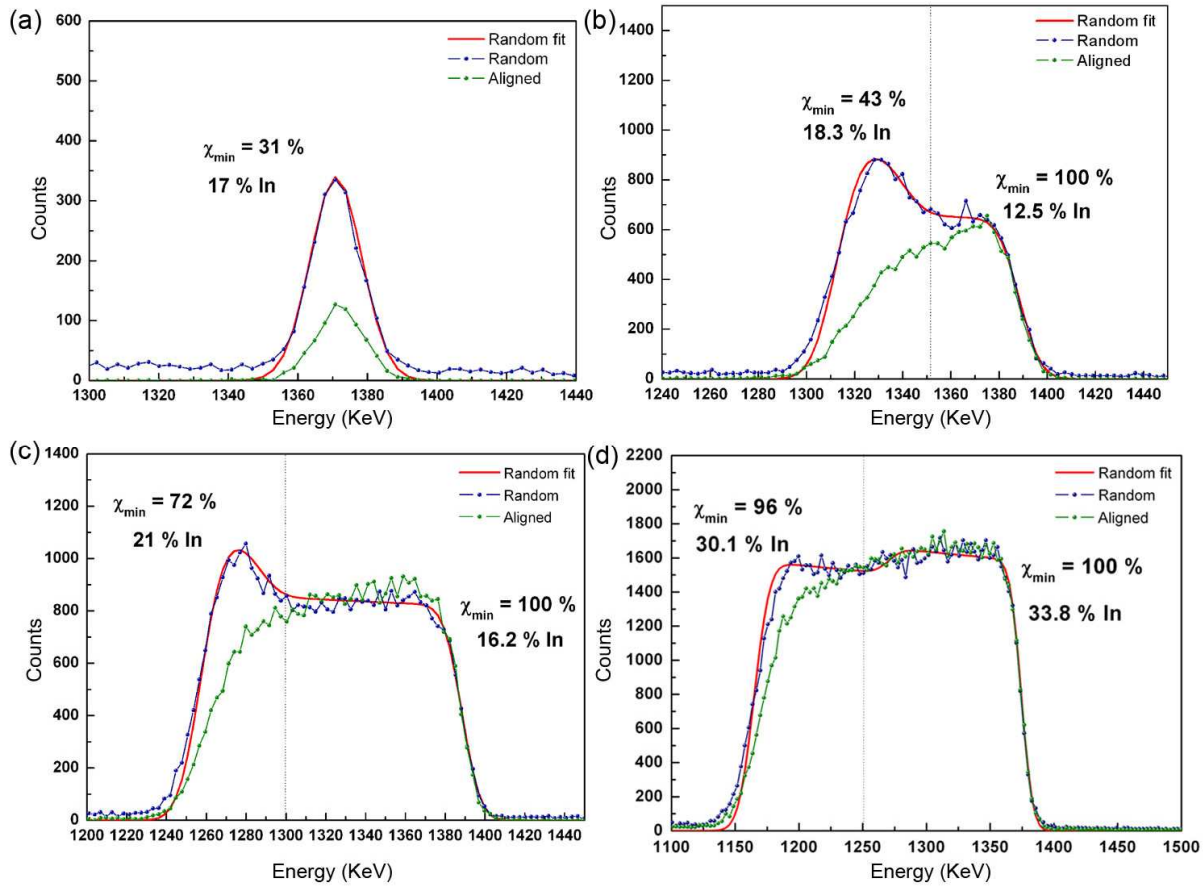 (a)
600
500
400
300
200
100
0
Counts
Random fit
Random
Aligned
χmin = 31 %
17 % In
1300 1320 1340 1360 1380 1400 1420 1440
Energy (KeV)
(b)
1400
1200
1000
800
600
400
200
0
Counts
Random fit
Random
Aligned
χmin = 43 %
18.3 % In
χmin = 100 %
12.5 % In
1240 1260 1280 1300 1320 1340 1360 1380 1400 1420 1440
Energy (KeV)
(c)
1400
1200
1000
800
600
400
200
0
Counts
Random fit
Random
Aligned
χmin = 72 %
21 % In
χmin = 100 %
16.2 % In
1200 1220 1240 1260 1280 1300 1320 1340 1360 1380 1400 1420 1440
Energy (KeV)
(d)
2200
2000
1800
1600
1400
1200
1000
800
600
400
200
0
Counts
Random fit
Random
Aligned
χmin = 96 %
30.1 % In
χmin = 100 %
33.8 % In
1100 1150 1200 1250 1300 1350 1400 1450 1500
Energy (KeV)